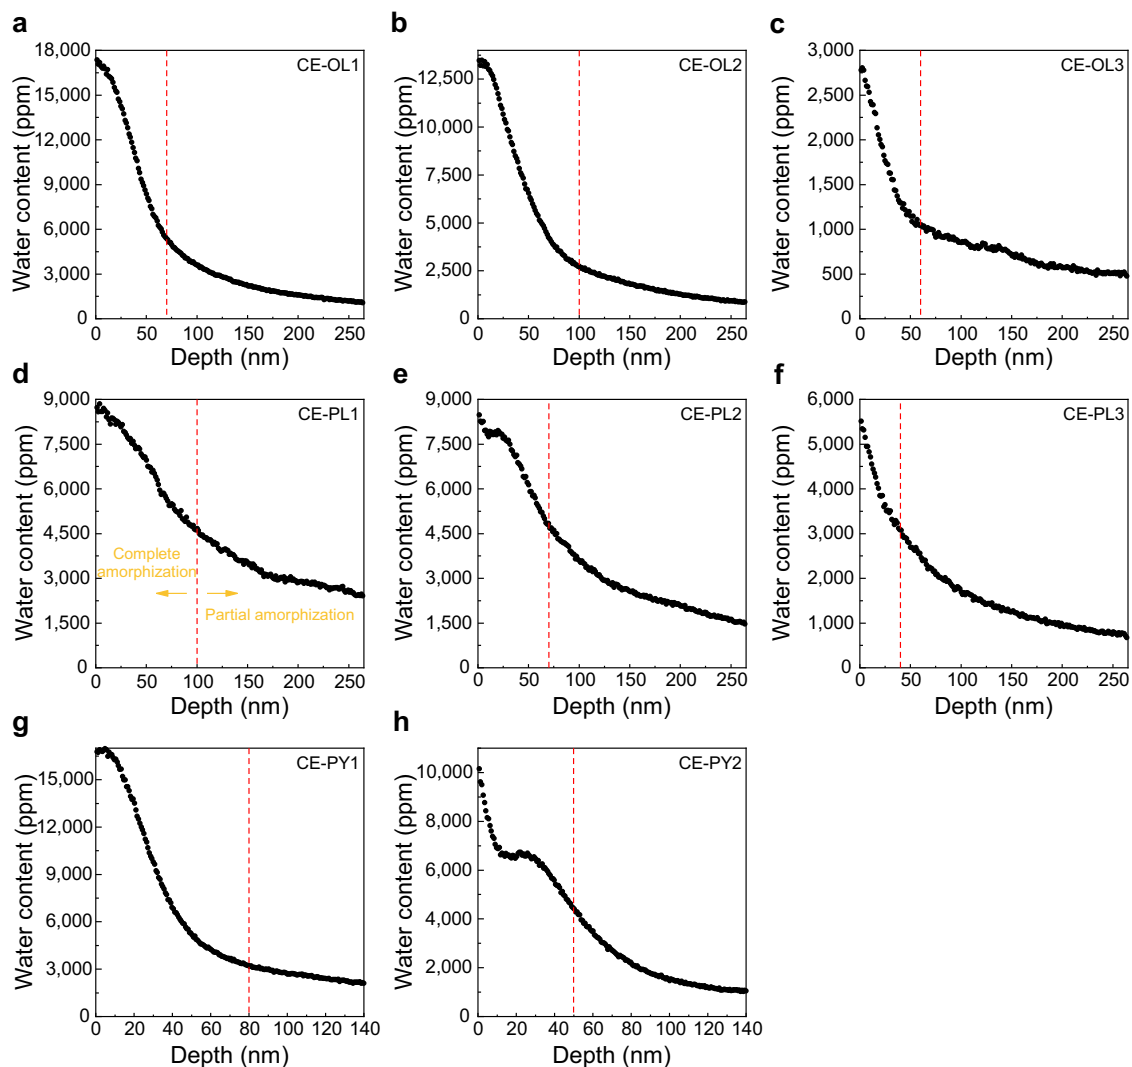 a
18,000
15,000
12,000
9,000
6,000
3,000
0
Water content (ppm)
CE-OL1
0 50 100 150 200 250
Depth (nm)
b
12,500
10,000
7,500
5,000
2,500
0
Water content (ppm)
CE-OL2
0 50 100 150 200 250
Depth (nm)
c
3,000
2,500
2,000
1,500
1,000
500
0
Water content (ppm)
CE-OL3
0 50 100 150 200 250
Depth (nm)
d
9,000
7,500
6,000
4,500
3,000
1,500
0
Water content (ppm)
CE-PL1
Complete
amorphization
Partial amorphization
0 50 100 150 200 250
Depth (nm)
e
9,000
7,500
6,000
4,500
3,000
1,500
0
Water content (ppm)
CE-PL2
0 50 100 150 200 250
Depth (nm)
f
6,000
5,000
4,000
3,000
2,000
1,000
0
Water content (ppm)
CE-PL3
0 50 100 150 200 250
Depth (nm)
g
15,000
12,000
9,000
6,000
3,000
0
Water content (ppm)
CE-PY1
0 20 40 60 80 100 120 140
Depth (nm)
h
10,000
8,000
6,000
4,000
2,000
0
Water content (ppm)
CE-PY2
0 20 40 60 80 100 120 140
Depth (nm)